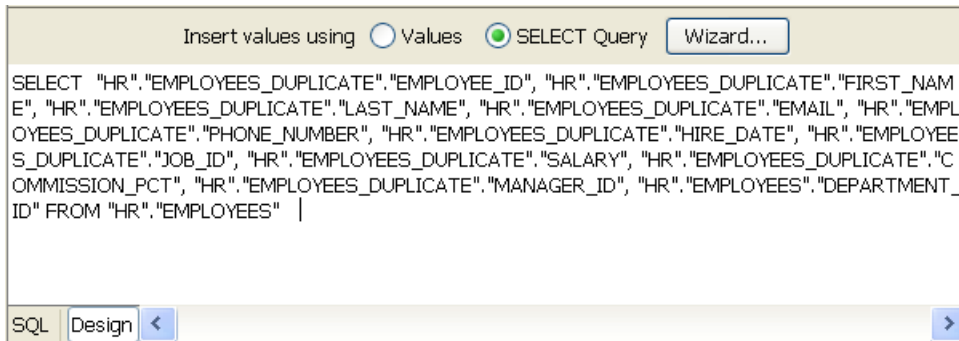 Insert values using Values SELECT Query Wizard...
SELECT "HR"."EMPLOYEES_DUPLICATE"."EMPLOYEE_ID", "HR"."EMPLOYEES_DUPLICATE"."FIRST_NAM
E", "HR"."EMPLOYEES_DUPLICATE"."LAST_NAME", "HR"."EMPLOYEES_DUPLICATE"."EMAIL", "HR"."EMPL
OYEES_DUPLICATE"."PHONE_NUMBER", "HR"."EMPLOYEES_DUPLICATE"."HIRE_DATE", "HR"."EMPLOYEE
S_DUPLICATE"."JOB_ID", "HR"."EMPLOYEES_DUPLICATE"."SALARY", "HR"."EMPLOYEES_DUPLICATE"."C
OMMISSION_PCT", "HR"."EMPLOYEES_DUPLICATE"."MANAGER_ID", "HR"."EMPLOYEES"."DEPARTMENT_
ID" FROM "HR"."EMPLOYEES"
SQL Design